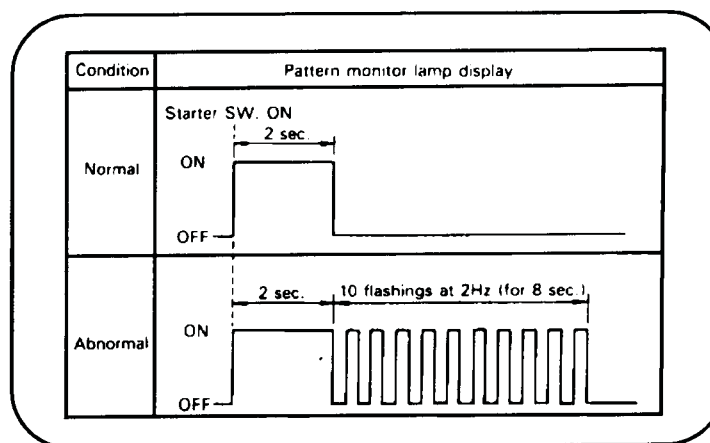 Condition
Pattern monitor lamp display
Normal
Starter SW. ON
2 sec.
ON
OFF
Abnormal
2 sec.
10 flashings at 2Hz (for 8 sec.)
ON
OFF